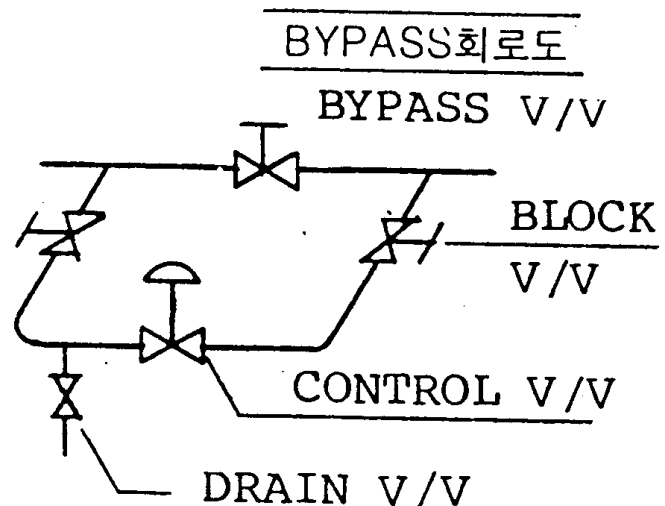 BYPASS회로도
BYPASS V/V
BLOCK
V/V
CONTROL V/V
DRAIN V/V